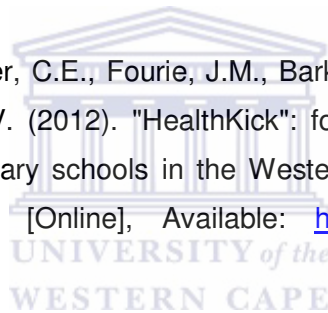 er, C.E., Fourie, J.M., Bark
(2012). "HealthKick": fo
ary schools in the Weste
[Online], Available: h
UNIVERSITY of the
WESTERN CAPE